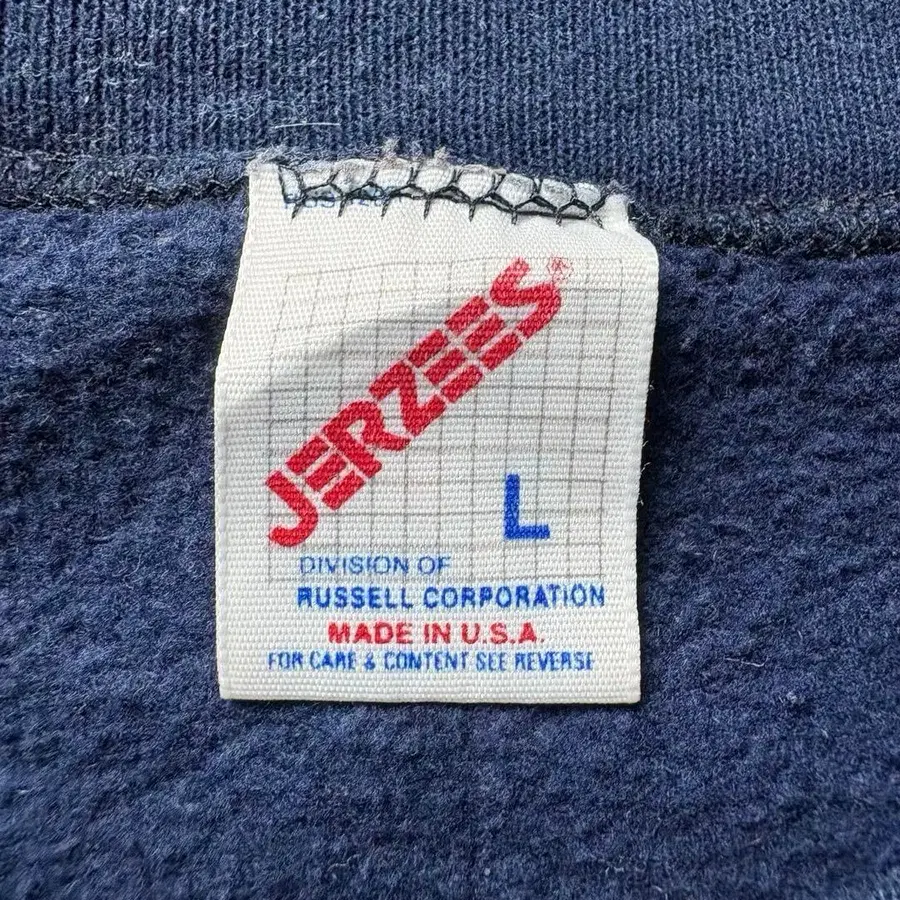 JERZEES®
L
DIVISION OF
RUSSELL CORPORATION
MADE IN U.S.A.
FOR CARE & CONTENT SEE REVERSE